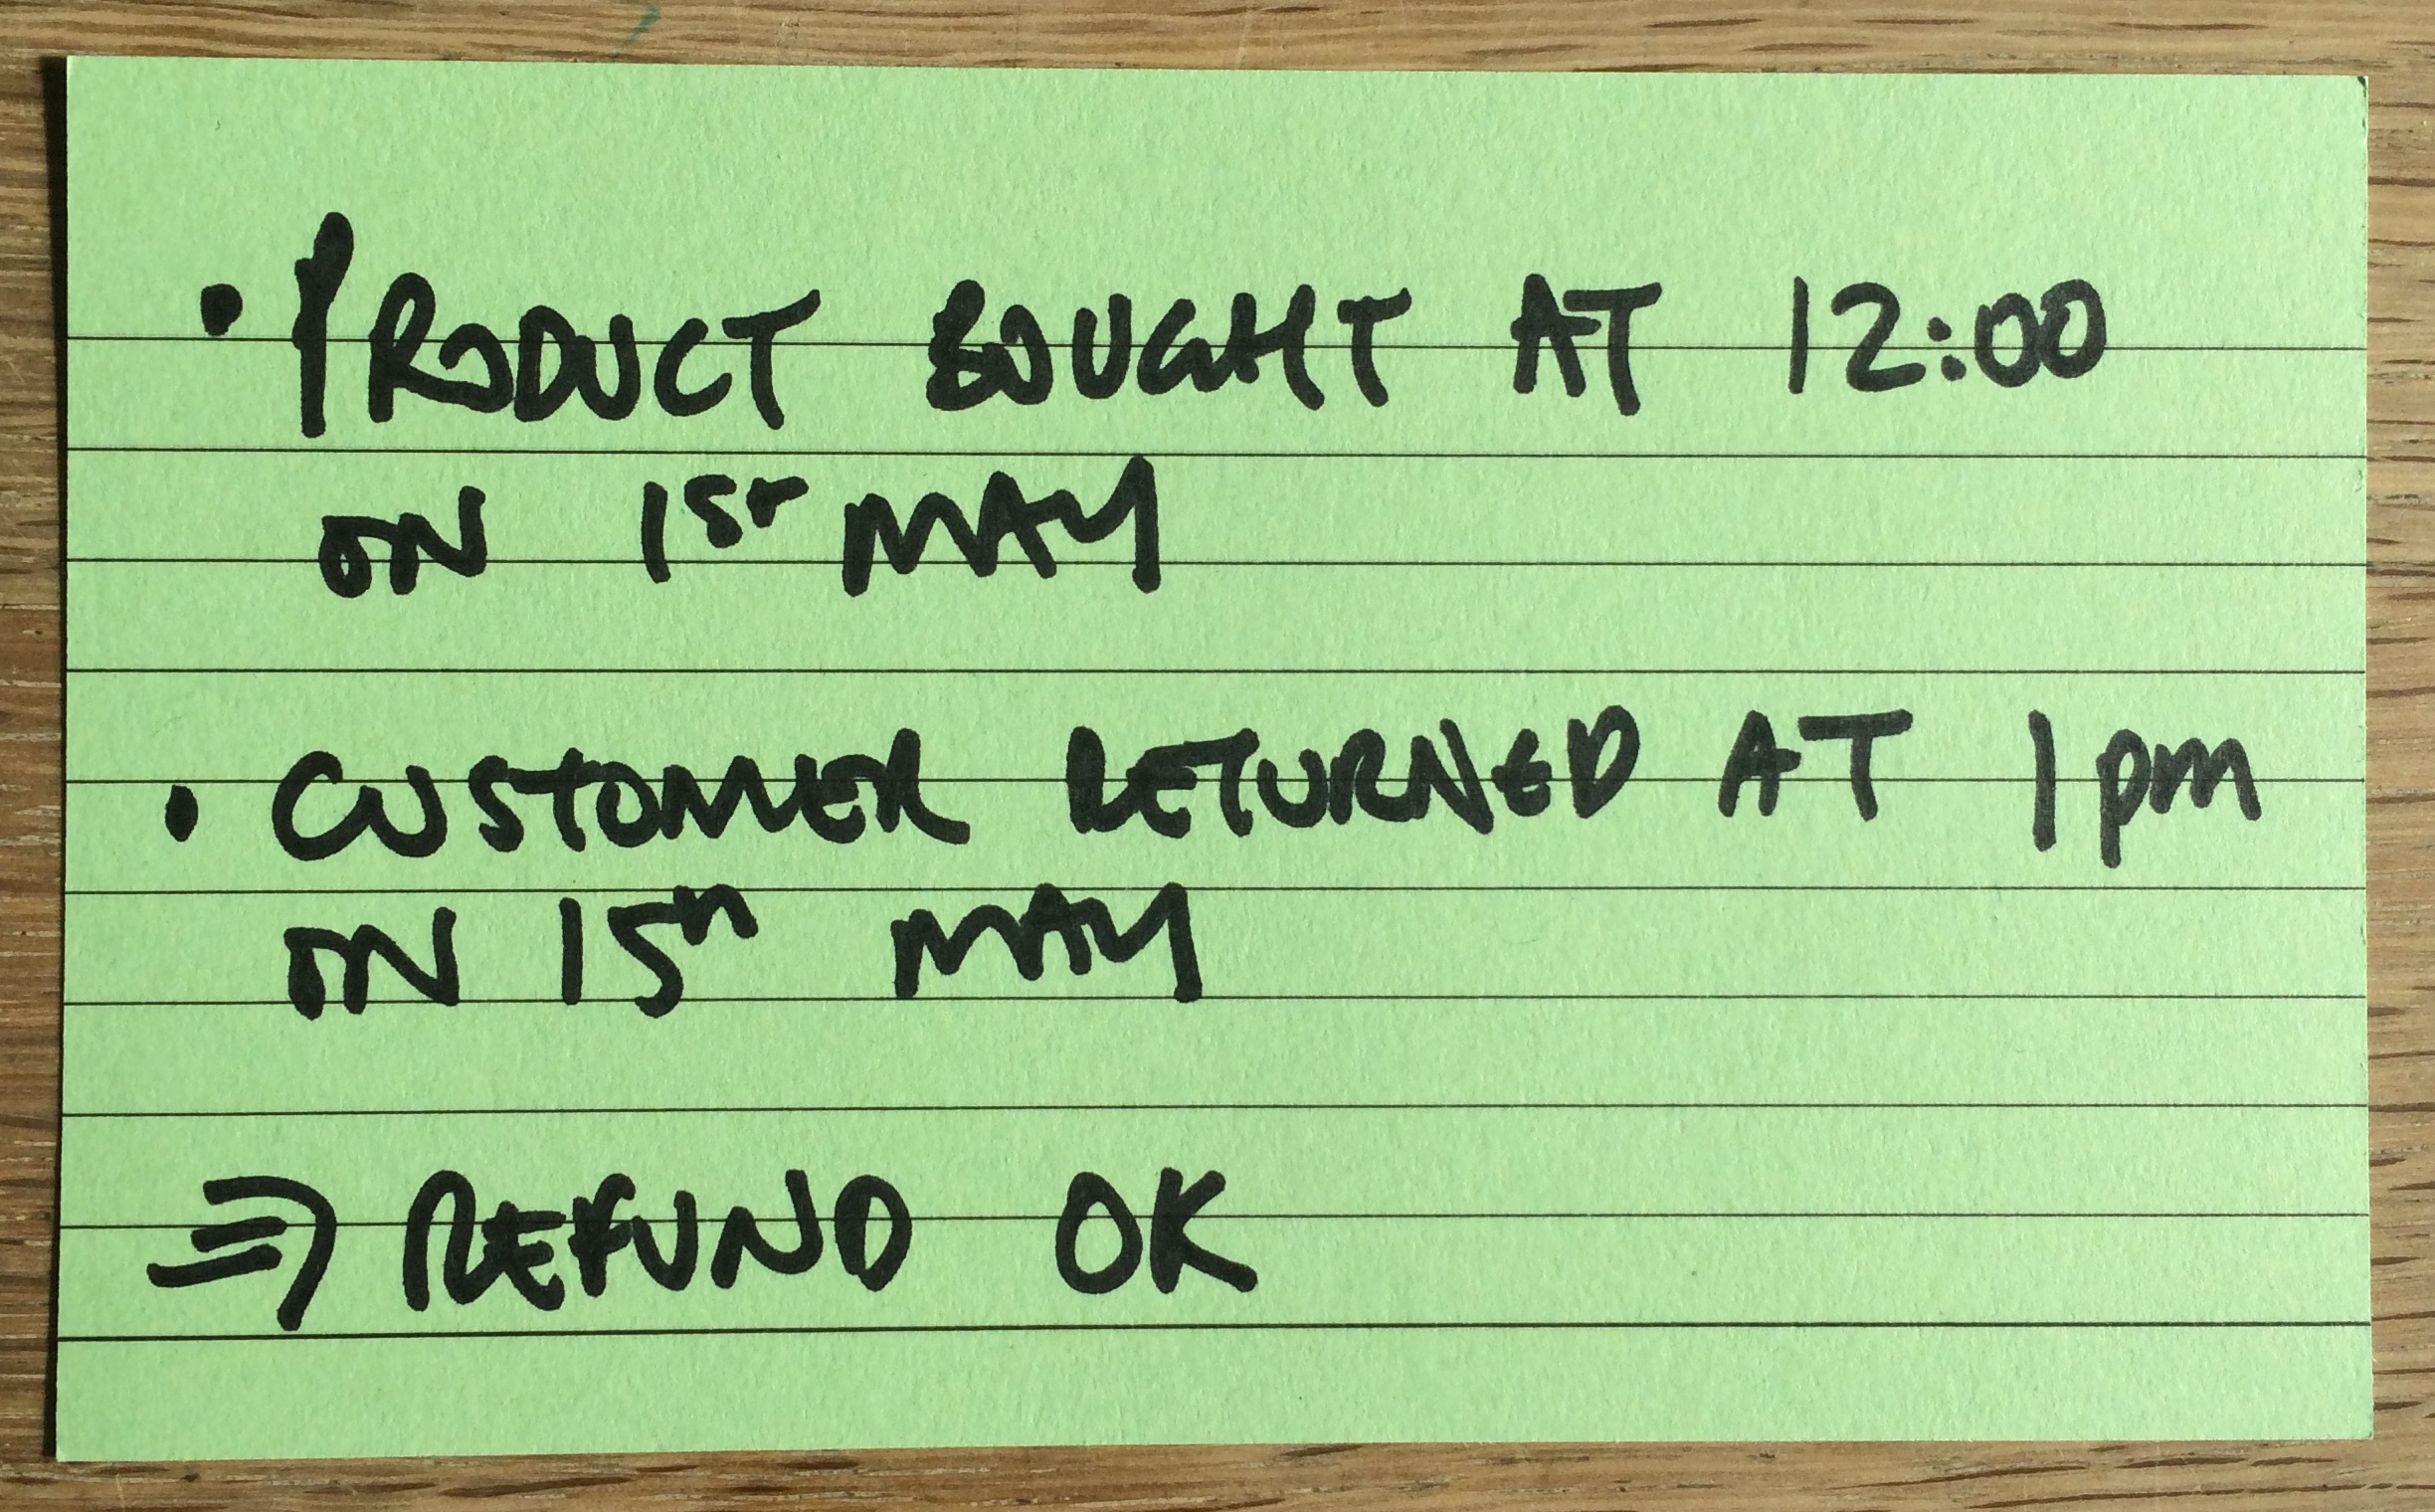 • PRODUCT BOUGHT AT 12:00
ON 1ST MAY
• CUSTOMER RETURNED AT 1pm
ON 15th MAY
⇒ REFUND OK